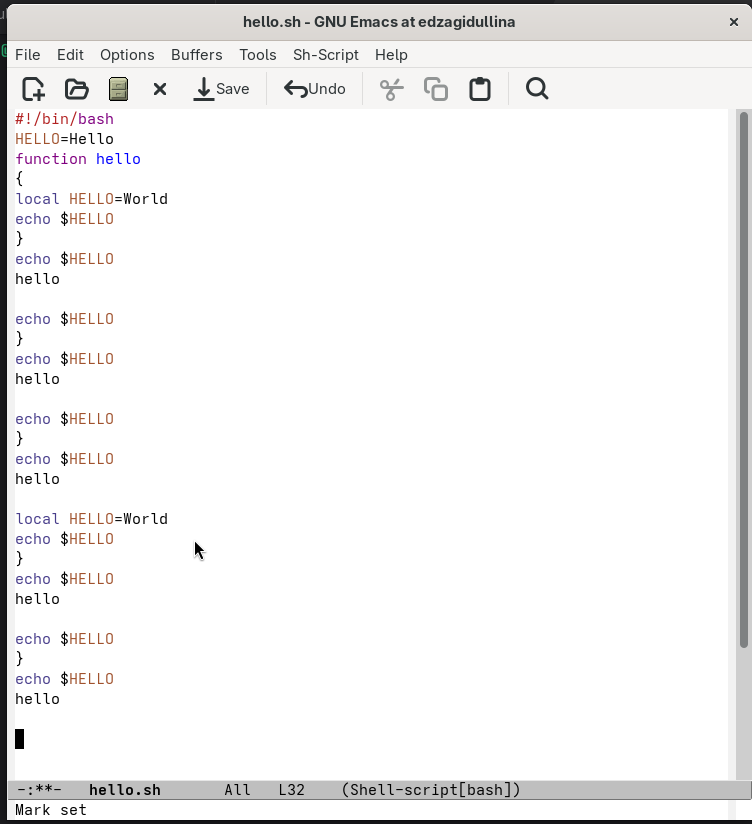 hello.sh - GNU Emacs at edzagidullina
File Edit Options Buffers Tools Sh-Script Help
Save Undo
#!/bin/bash
HELLO=Hello
function hello
{
local HELLO=World
echo $HELLO
}
echo $HELLO
hello
echo $HELLO
}
echo $HELLO
hello
echo $HELLO
}
echo $HELLO
hello
local HELLO=World
echo $HELLO
}
echo $HELLO
hello
echo $HELLO
}
echo $HELLO
hello
-:**- hello.sh All L32 (Shell-script[bash])
Mark set